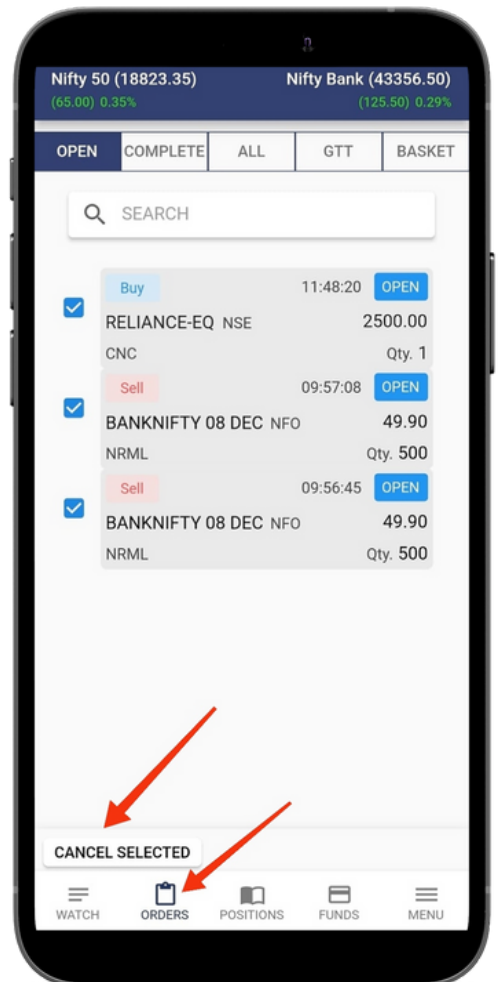 Nifty 50 (18823.35) Nifty Bank (43356.50)
(65.00) 0.35% (125.50) 0.29%
OPEN COMPLETE ALL GTT BASKET
SEARCH
Buy 11:48:20 OPEN
RELIANCE-EQ NSE 2500.00
CNC Qty. 1
Sell 09:57:08 OPEN
BANKNIFTY 08 DEC NFO 49.90
NRML Qty. 500
Sell 09:56:45 OPEN
BANKNIFTY 08 DEC NFO 49.90
NRML Qty. 500
CANCEL SELECTED
WATCH ORDERS POSITIONS FUNDS MENU